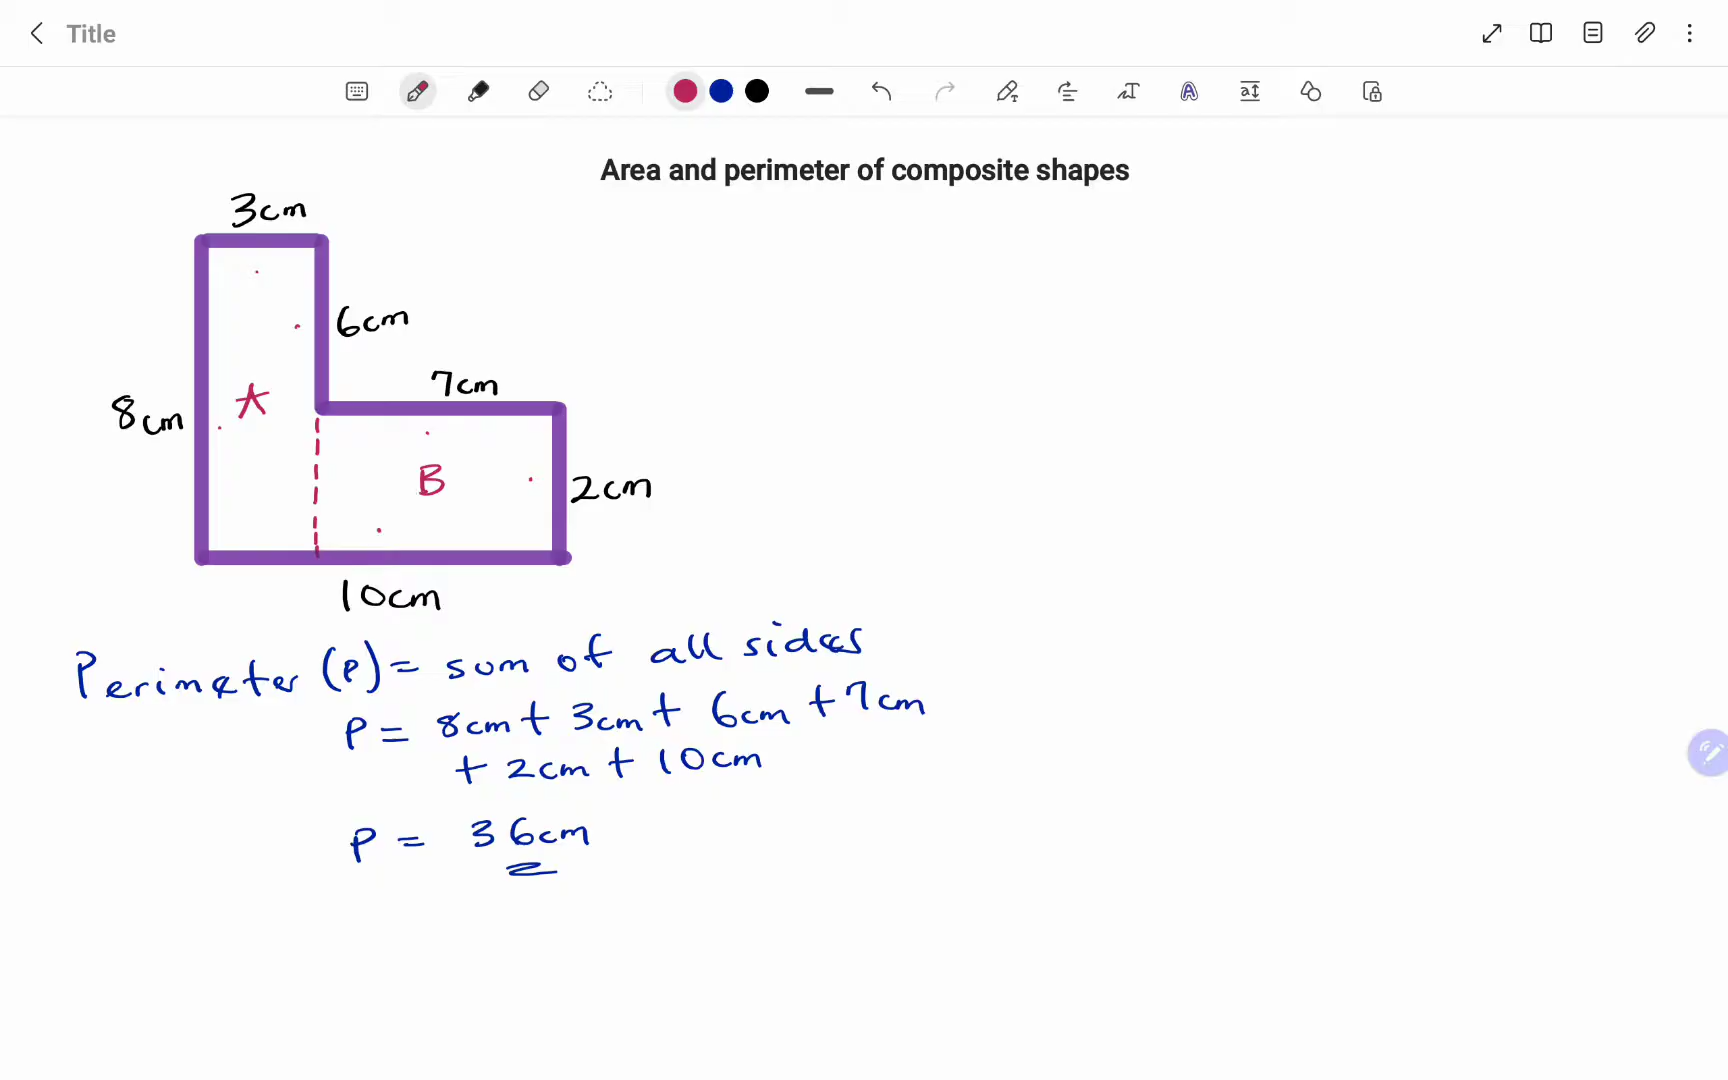 Title
Area and perimeter of composite shapes
3cm
6cm
7cm
8cm
A
B
2cm
10cm
Perimeter (P) = sum of all sides
P = 8cm + 3cm + 6cm + 7cm
+ 2cm + 10cm
P = 36cm